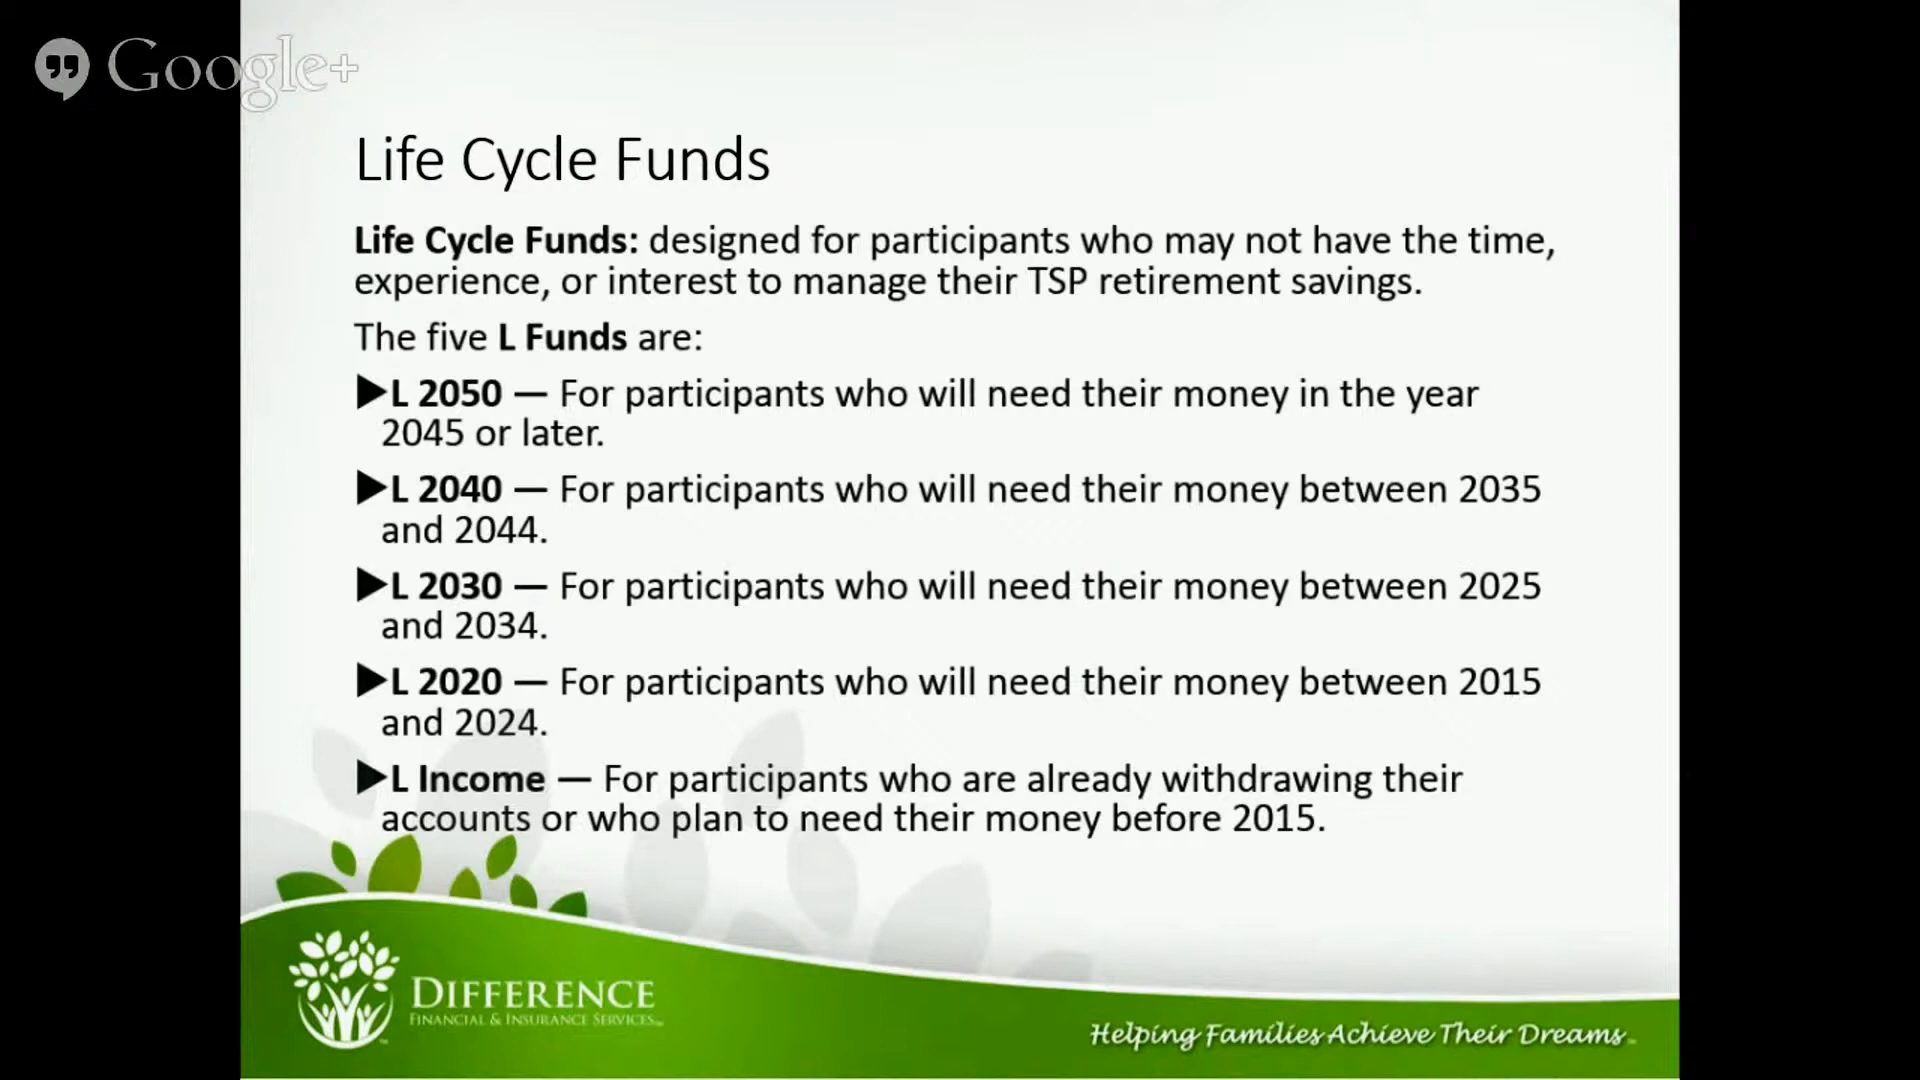 Google+
Life Cycle Funds
Life Cycle Funds: designed for participants who may not have the time,
experience, or interest to manage their TSP retirement savings.
The five L Funds are:
▶L 2050 — For participants who will need their money in the year
2045 or later.
▶L 2040 — For participants who will need their money between 2035
and 2044.
▶L 2030 — For participants who will need their money between 2025
and 2034.
▶L 2020 — For participants who will need their money between 2015
and 2024.
▶L Income — For participants who are already withdrawing their
accounts or who plan to need their money before 2015.
DIFFERENCE
FINANCIAL & INSURANCE SERVICES
Helping Families Achieve Their Dreams